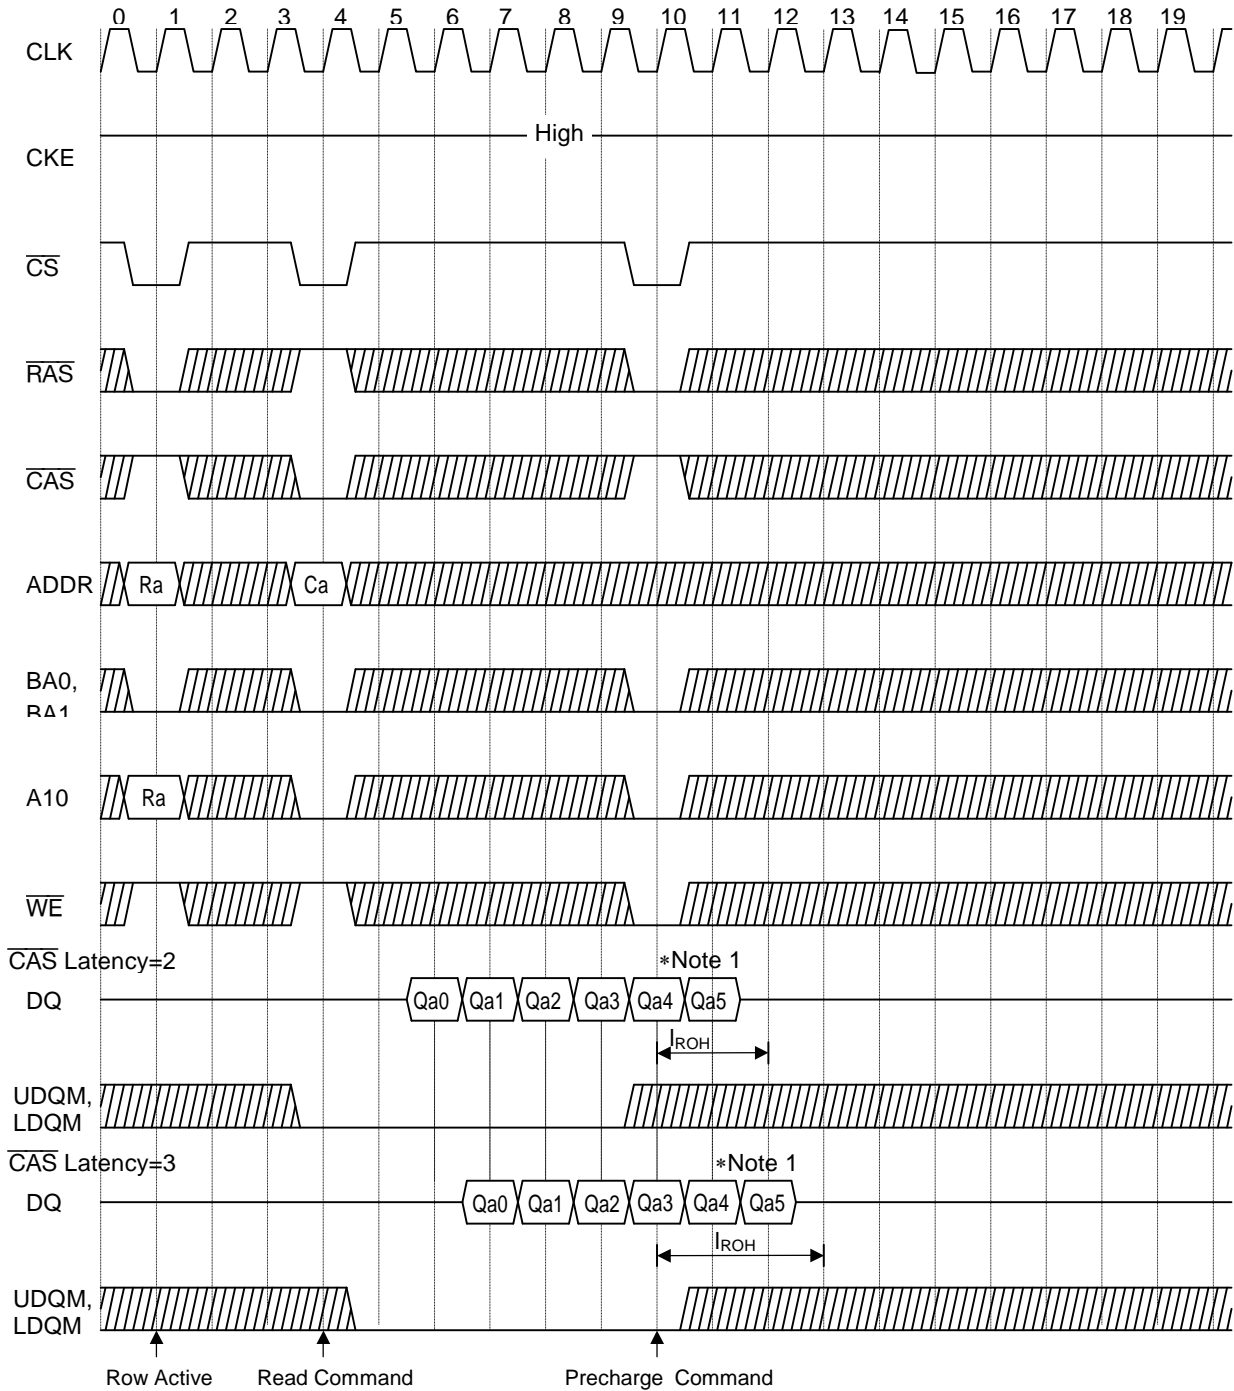 0 1 2 3 4 5 6 7 8 9 10 11 12 13 14 15 16 17 18 19
CLK
High
CKE
CS
RAS
CAS
ADDR Ra Ca
BA0,
BA1
A10 Ra
WE
CAS Latency=2
*Note 1
DQ Qa0 Qa1 Qa2 Qa3 Qa4 Qa5
IROH
UDQM,
LDQM
CAS Latency=3
*Note 1
DQ Qa0 Qa1 Qa2 Qa3 Qa4 Qa5
IROH
UDQM,
LDQM
Row Active Read Command Precharge Command